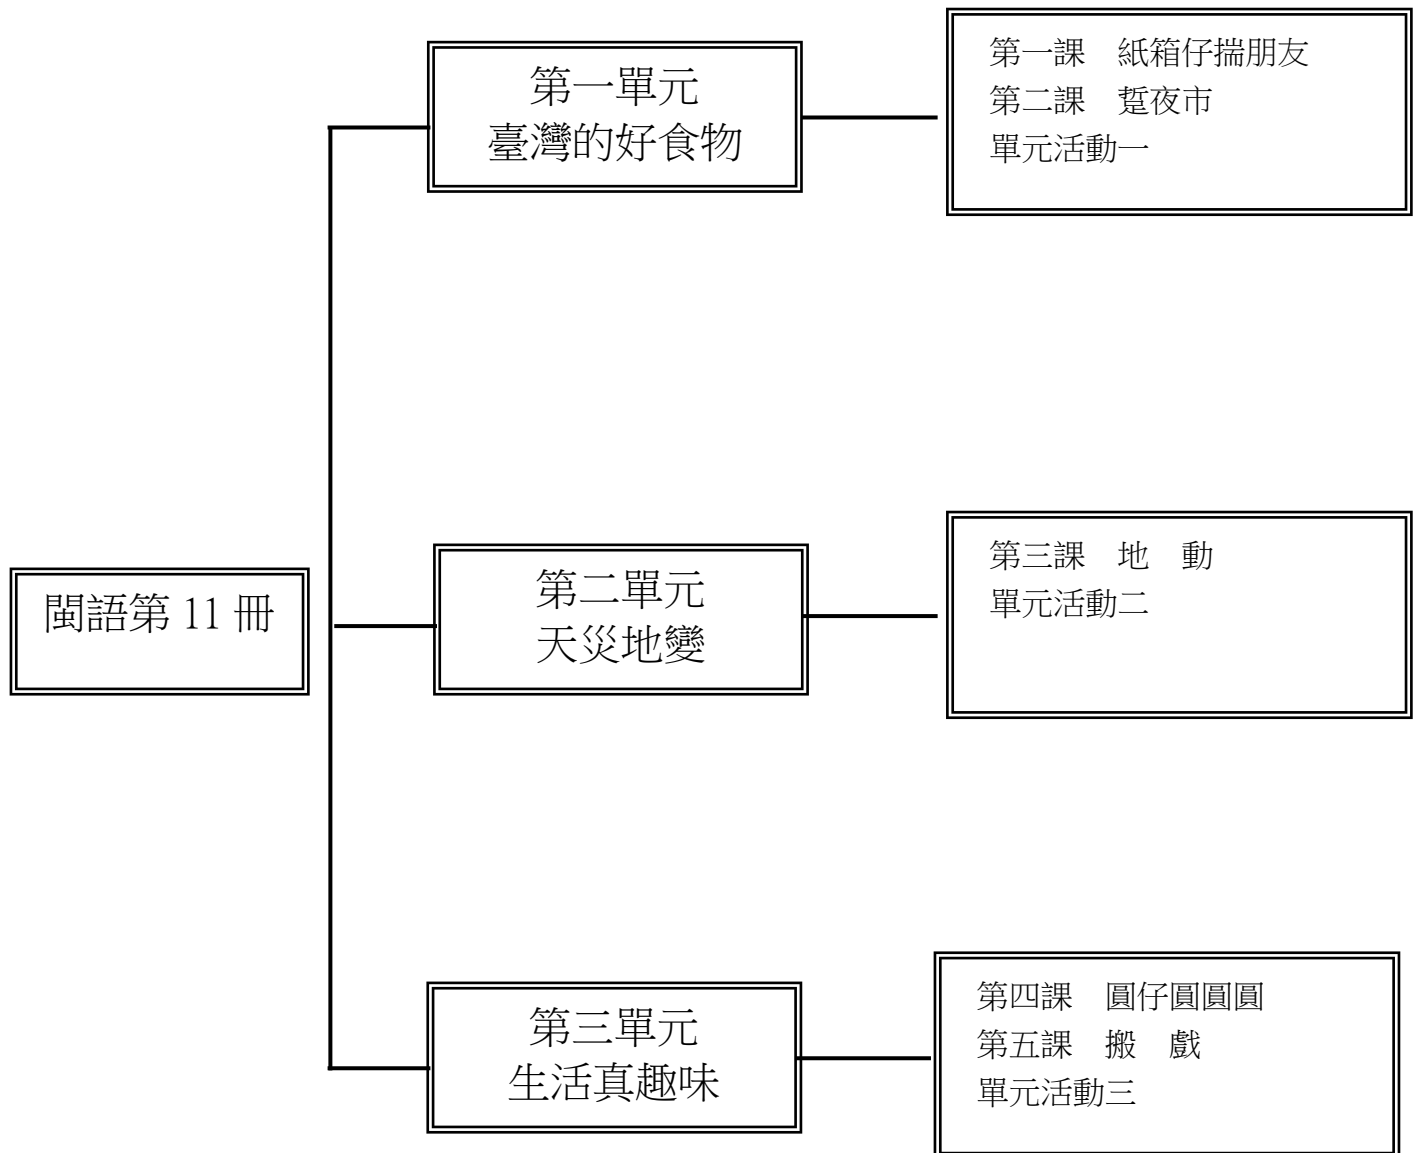 第一單元
臺灣的好食物
第一課　紙箱仔揣朋友
第二課　踅夜市
單元活動一
閩語第 11 冊
第二單元
天災地變
第三課　地　動
單元活動二
第三單元
生活真趣味
第四課　圓仔圓圓圓
第五課　搬　戲
單元活動三